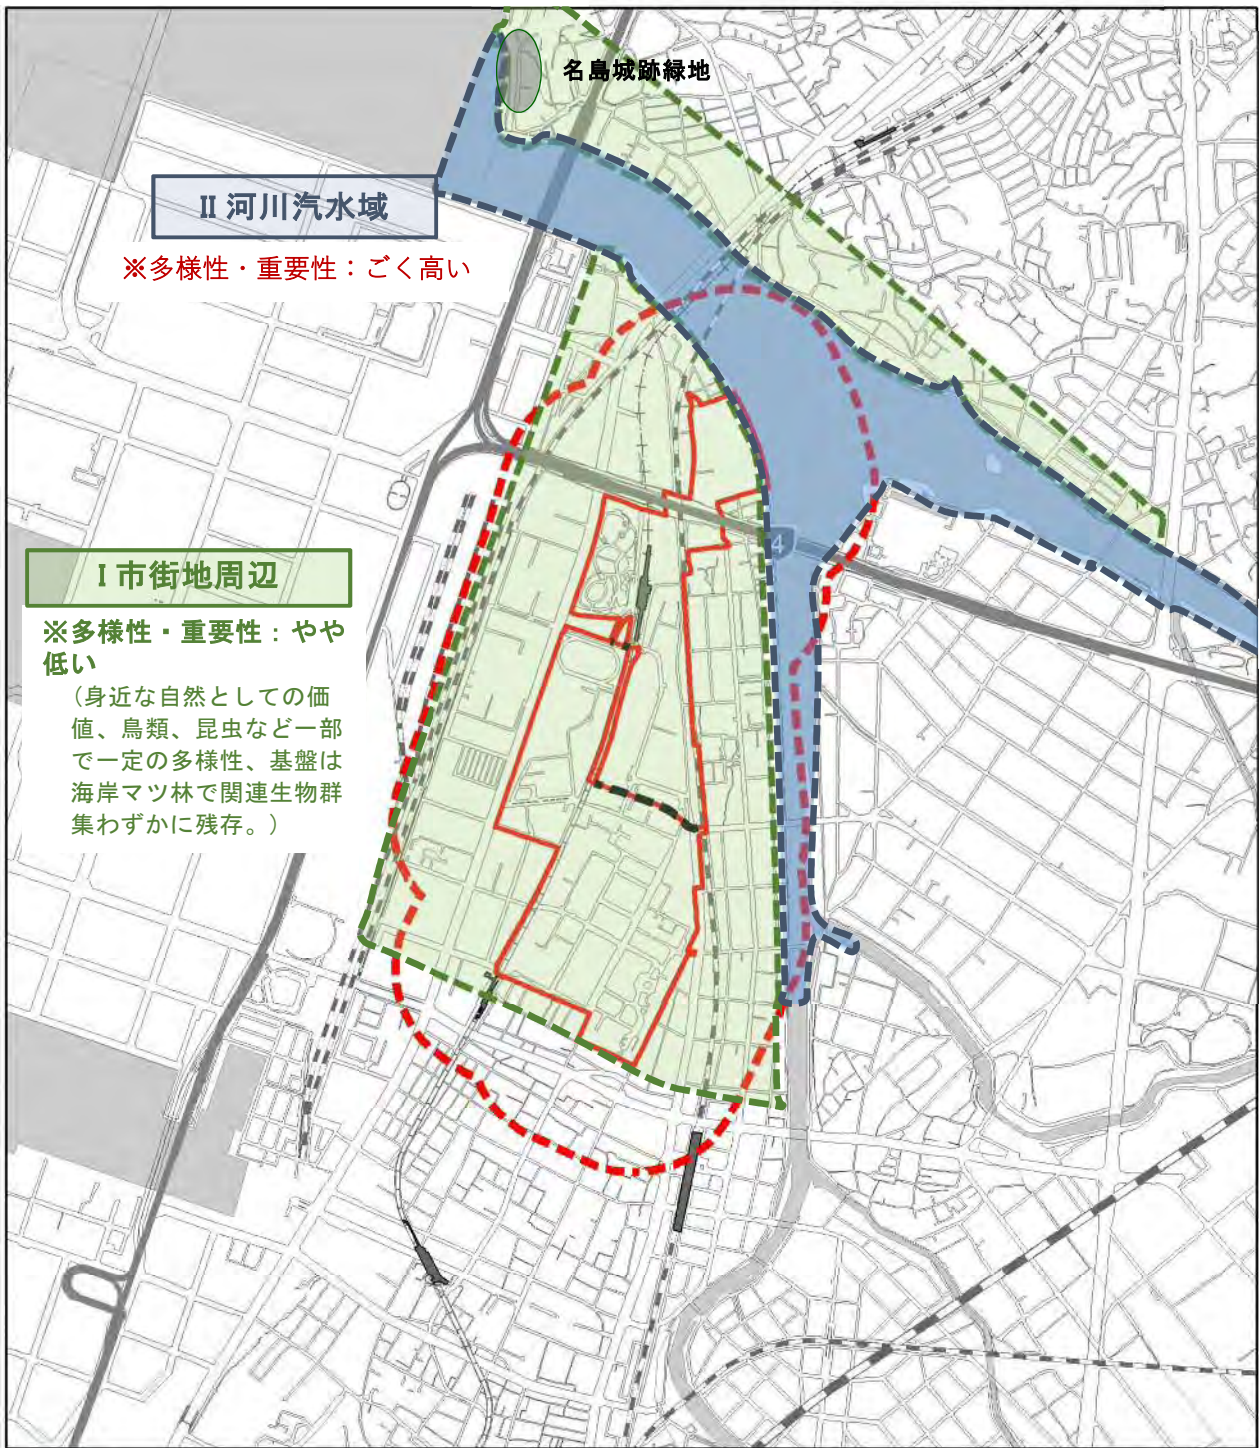 名島城跡緑地
Ⅱ 河川汽水域
※多様性・重要性：ごく高い
4
Ⅰ 市街地周辺
※多様性・重要性：やや
低い
（身近な自然としての価
値、鳥類、昆虫など一部
で一定の多様性、基盤は
海岸マツ林で関連生物群
集わずかに残存。）